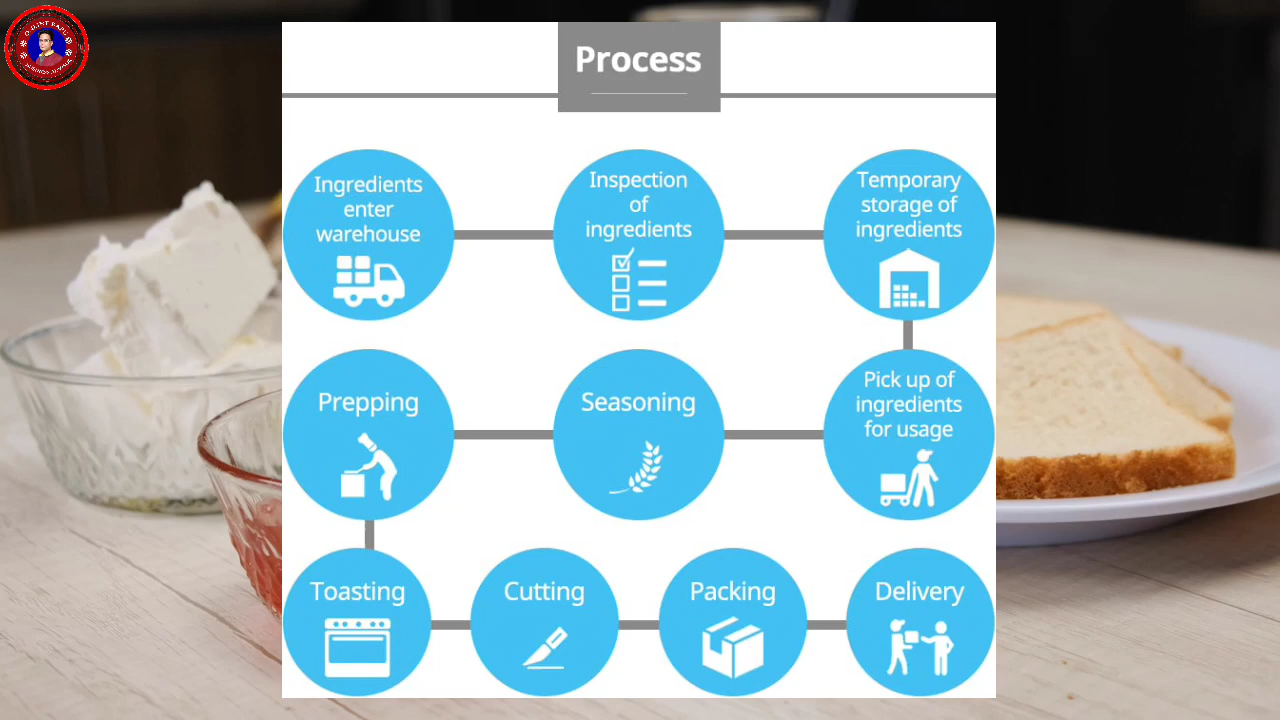 Process
Ingredients
enter
warehouse
Inspection
of
ingredients
Temporary
storage of
ingredients
Prepping
Seasoning
Pick up of
ingredients
for usage
Toasting
Cutting
Packing
Delivery